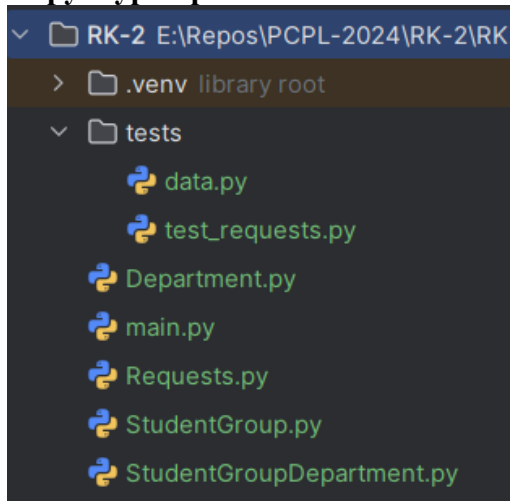 RK-2 E:\Repos\PCPL-2024\RK-2\RK
.venv library root
tests
data.py
test_requests.py
Department.py
main.py
Requests.py
StudentGroup.py
StudentGroupDepartment.py